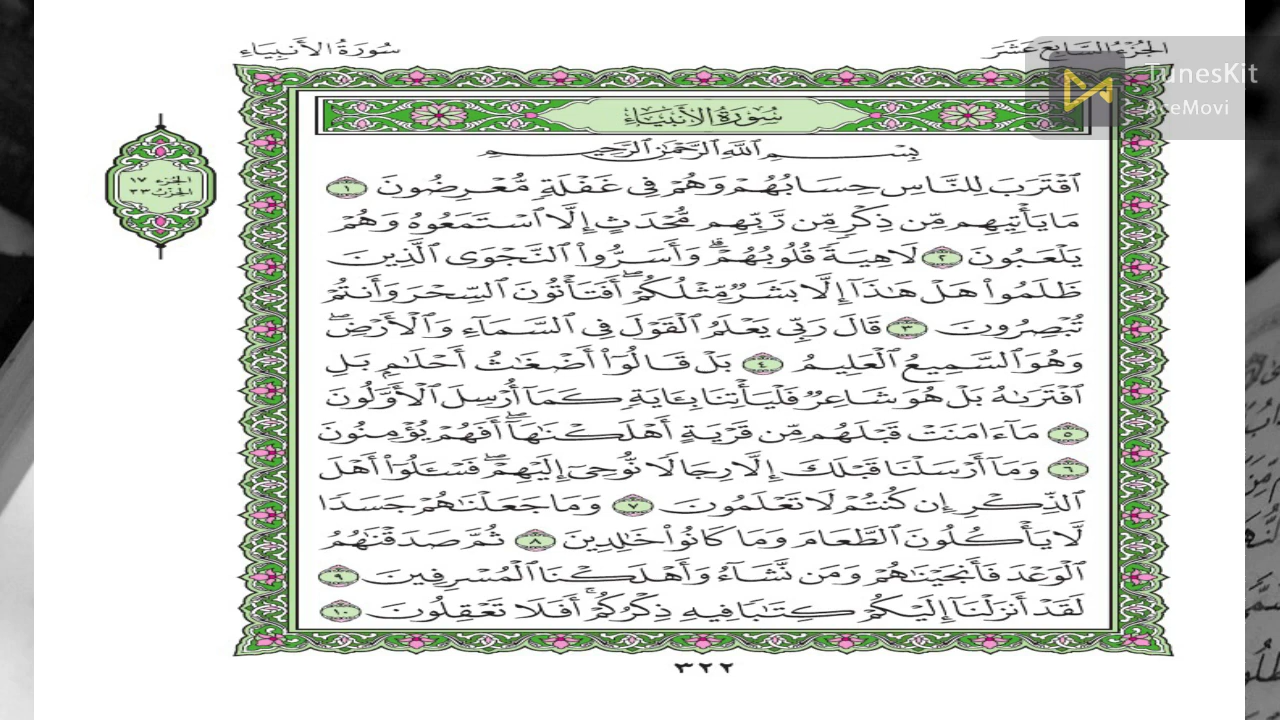 الجُزْءُ السَّابِعَ عَشَرَ
سُورَةُ الأَنبِيَاءِ
TunesKit
AceMovi
سُورَةُ الأَنبِيَاءِ
بِسْمِ ٱللَّهِ ٱلرَّحْمَٰنِ ٱلرَّحِيمِ
ٱقْتَرَبَ لِلنَّاسِ حِسَابُهُمْ وَهُمْ فِى غَفْلَةٍ مُّعْرِضُونَ ١
مَا يَأْتِيهِم مِّن ذِكْرٍ مِّن رَّبِّهِم مُّحْدَثٍ إِلَّا ٱسْتَمَعُوهُ وَهُمْ
يَلْعَبُونَ ٢ لَاهِيَةً قُلُوبُهُمْ ۗ وَأَسَرُّوا۟ ٱلنَّجْوَى ٱلَّذِينَ
ظَلَمُوا۟ هَلْ هَٰذَآ إِلَّا بَشَرٌ مِّثْلُكُمْ ۖ أَفَتَأْتُونَ ٱلسِّحْرَ وَأَنتُمْ
تُبْصِرُونَ ٣ قَالَ رَبِّى يَعْلَمُ ٱلْقَوْلَ فِى ٱلسَّمَآءِ وَٱلْأَرْضِ ۖ
وَهُوَ ٱلسَّمِيعُ ٱلْعَلِيمُ ٤ بَلْ قَالُوٓا۟ أَضْغَٰثُ أَحْلَٰمٍۭ بَلِ
ٱفْتَرَىٰهُ بَلْ هُوَ شَاعِرٌ فَلْيَأْتِنَا بِـَٔايَةٍ كَمَآ أُرْسِلَ ٱلْأَوَّلُونَ
٥ مَآ ءَامَنَتْ قَبْلَهُم مِّن قَرْيَةٍ أَهْلَكْنَٰهَآ ۖ أَفَهُمْ يُؤْمِنُونَ
٦ وَمَآ أَرْسَلْنَا قَبْلَكَ إِلَّا رِجَالًا نُّوحِىٓ إِلَيْهِمْ ۖ فَسْـَٔلُوٓا۟ أَهْلَ
ٱلذِّكْرِ إِن كُنتُمْ لَا تَعْلَمُونَ ٧ وَمَا جَعَلْنَٰهُمْ جَسَدًا
لَّا يَأْكُلُونَ ٱلطَّعَامَ وَمَا كَانُوا۟ خَٰلِدِينَ ٨ ثُمَّ صَدَقْنَٰهُمُ
ٱلْوَعْدَ فَأَنجَيْنَٰهُمْ وَمَن نَّشَآءُ وَأَهْلَكْنَا ٱلْمُسْرِفِينَ ٩
لَقَدْ أَنزَلْنَآ إِلَيْكُمْ كِتَٰبًا فِيهِ ذِكْرُكُمْ ۖ أَفَلَا تَعْقِلُونَ ١٠
الجزء ١٧
الحزب ٣٣
٣٢٢